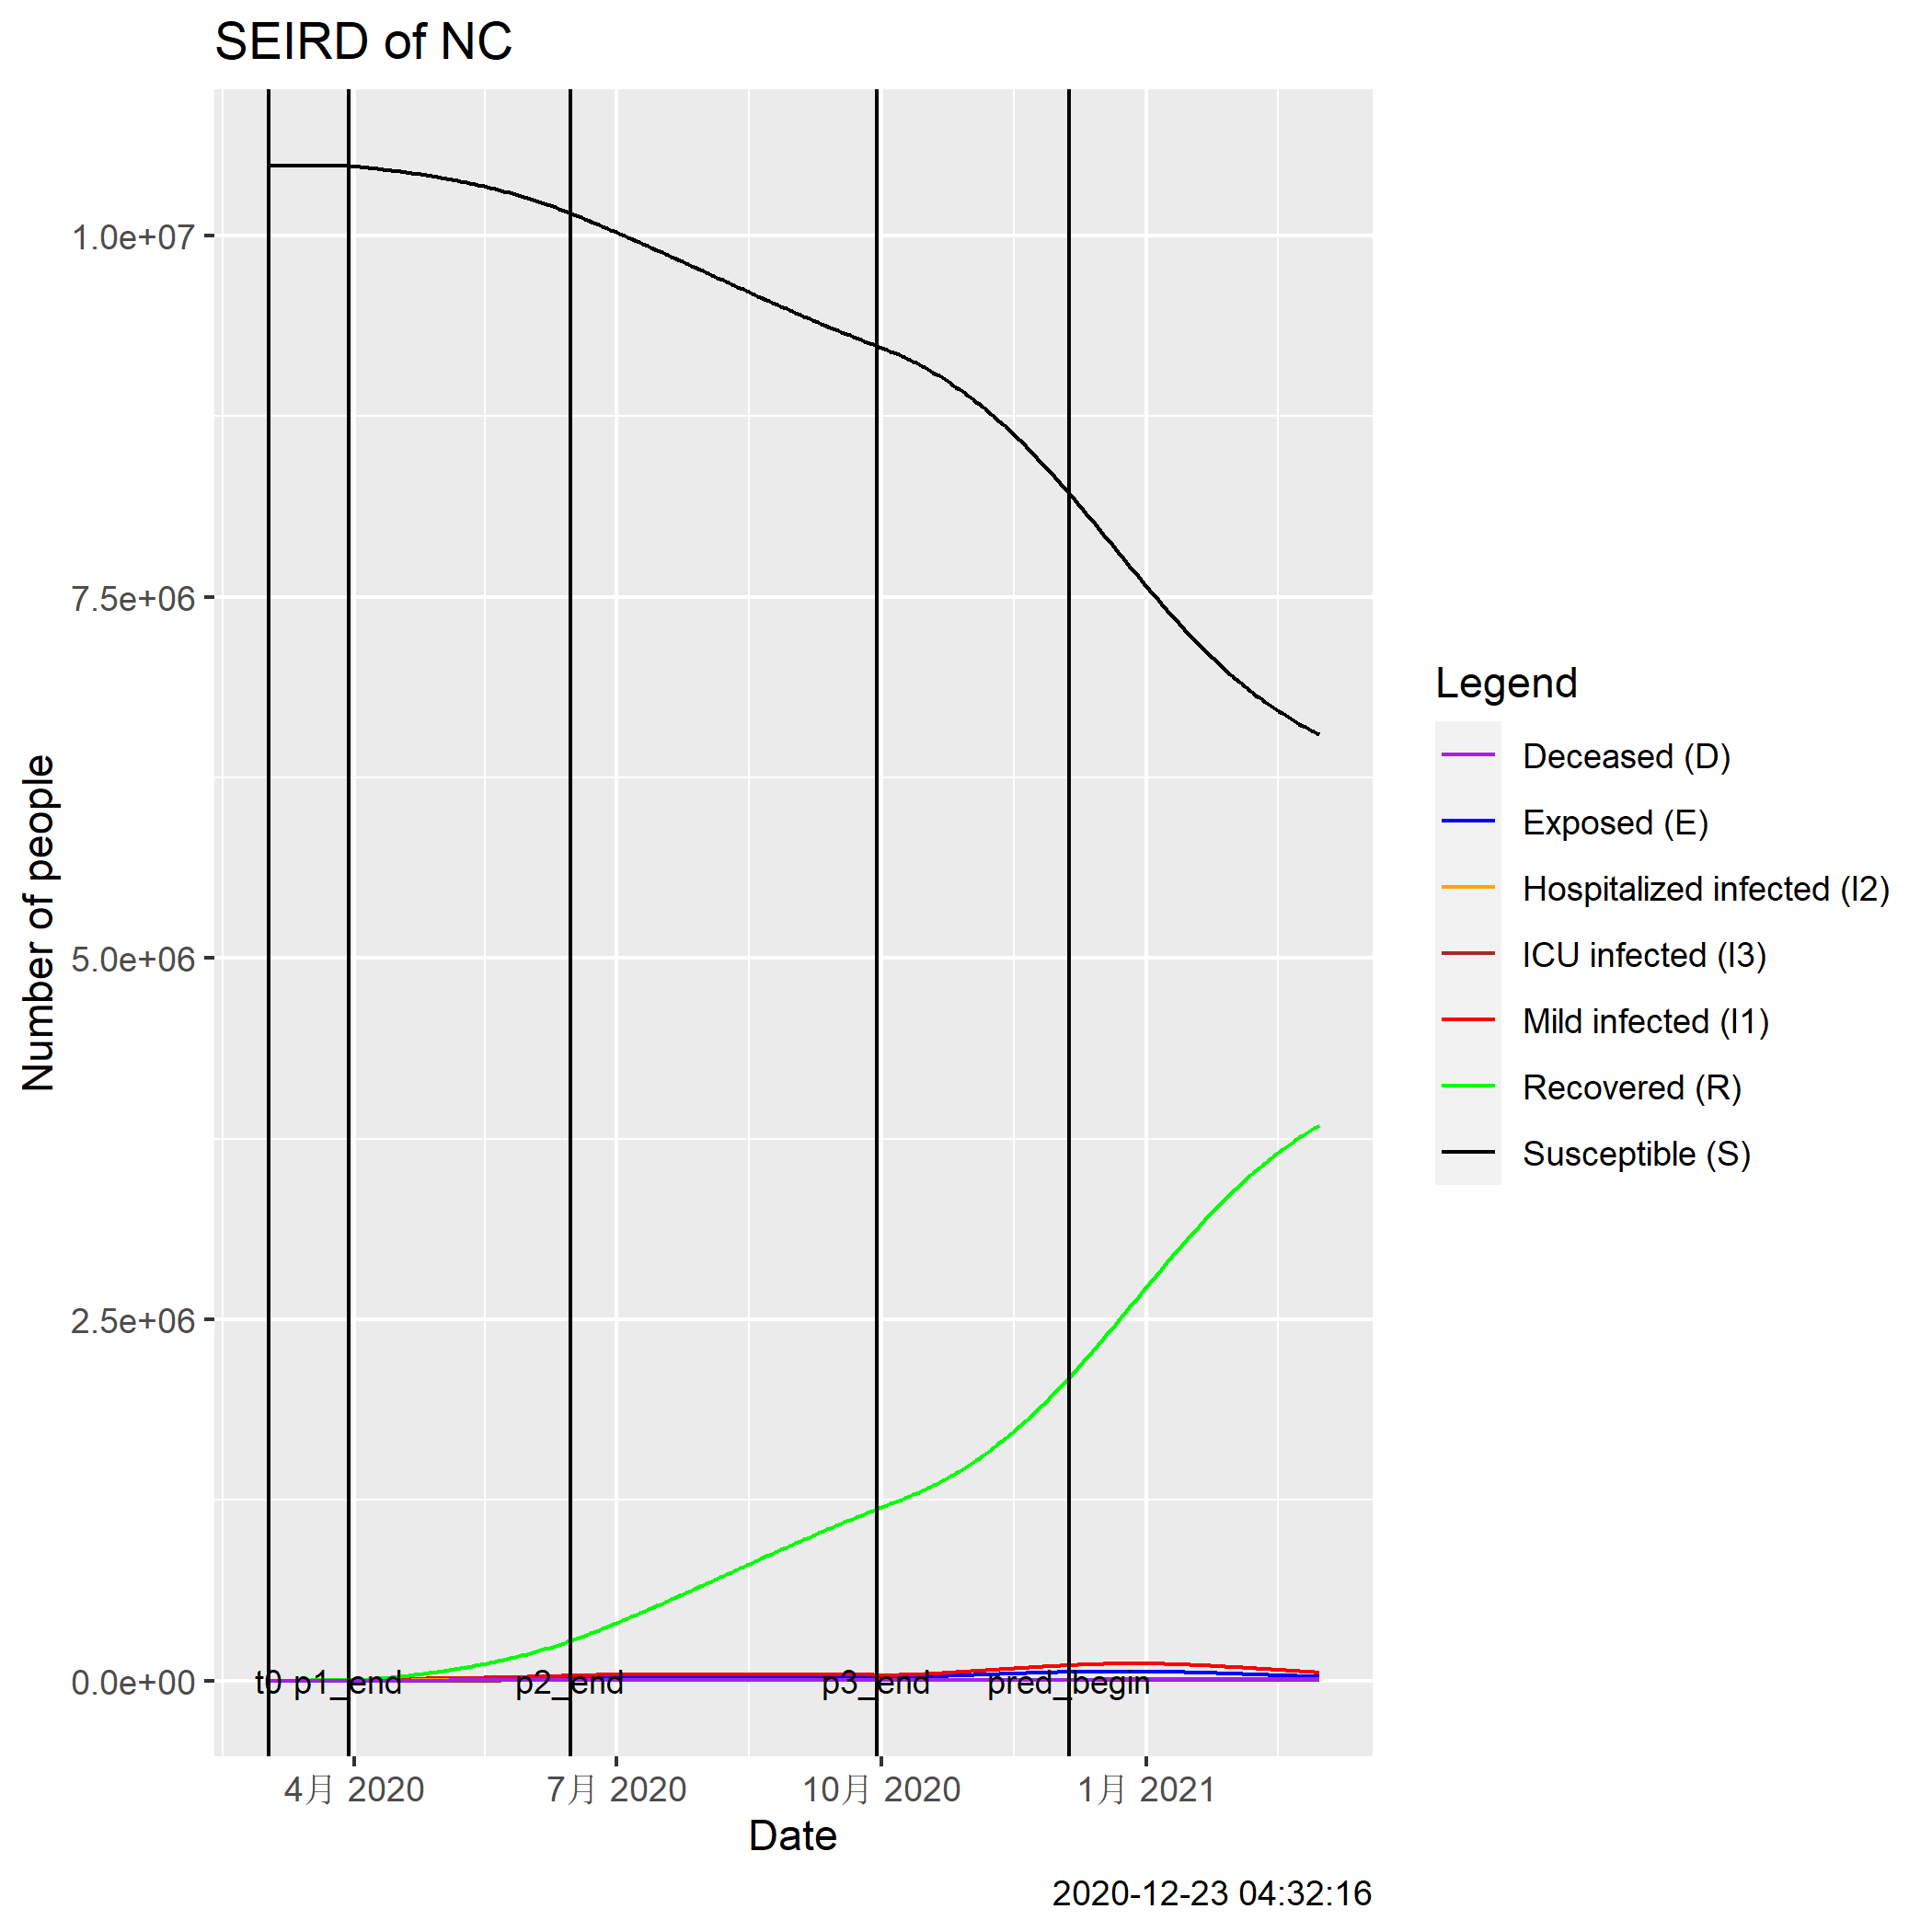 SEIRD of NC
Number of people
1.0e+07
7.5e+06
5.0e+06
2.5e+06
0.0e+00
t0 p1_end p2_end p3_end pred_begin
4月 2020 7月 2020 10月 2020 1月 2021
Date
2020-12-23 04:32:16
Legend
Deceased (D)
Exposed (E)
Hospitalized infected (I2)
ICU infected (I3)
Mild infected (I1)
Recovered (R)
Susceptible (S)